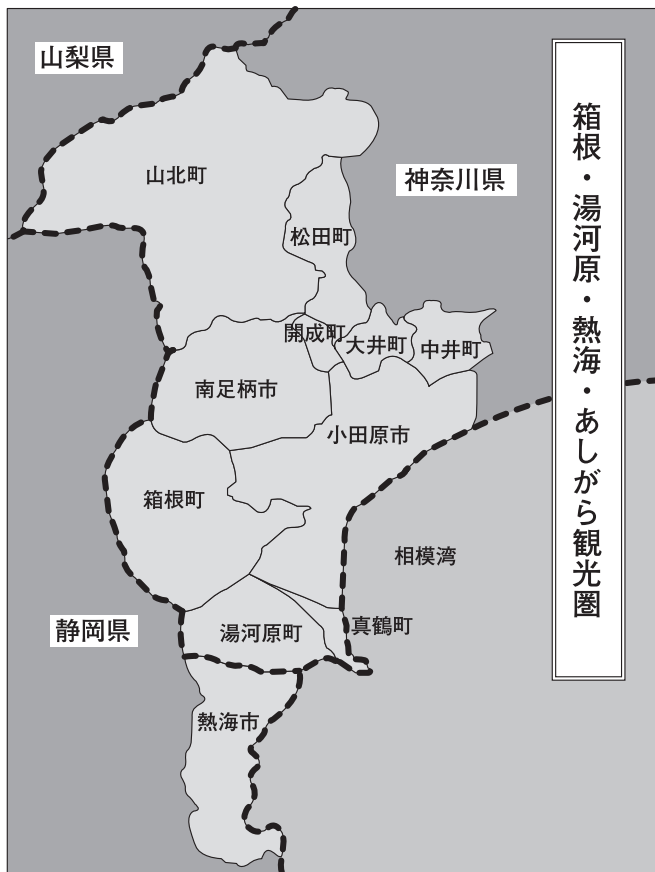 山梨県
山北町
神奈川県
松田町
開成町
大井町
中井町
南足柄市
小田原市
箱根町
相模湾
静岡県
湯河原町
真鶴町
熱海市
箱根・湯河原・熱海・あしがら観光圏